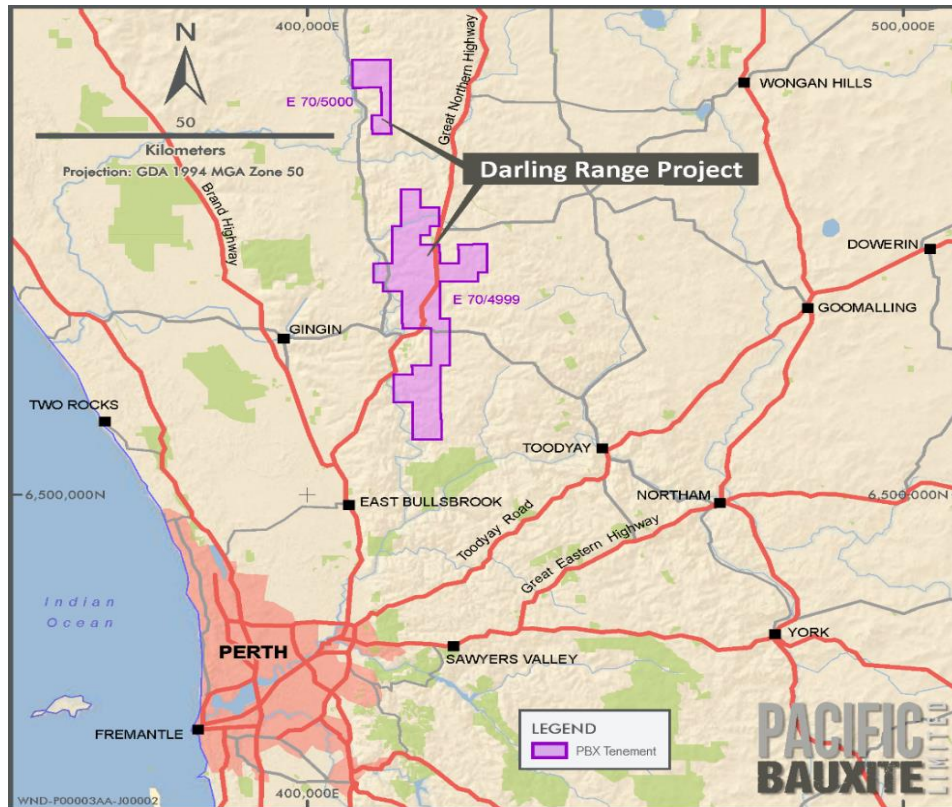 400,000E
500,000E
N
WONGAN HILLS
E 70/5000
Great Northern Highway
50
Kilometers
Projection: GDA 1994 MGA Zone 50
Darling Range Project
Brand Highway
DOWERIN
E 70/4999
GOOMALLING
GINGIN
TWO ROCKS
TOODYAY
6,500,000N
EAST BULLSBROOK
NORTHAM
6,500,000N
Toodyay Road
Great Eastern Highway
Indian
Ocean
YORK
PERTH
SAWYERS VALLEY
FREMANTLE
LEGEND
PBX Tenement
PACIFIC
BAUXITE
LIMITED
WND-P00003AA-J00002
400,000E